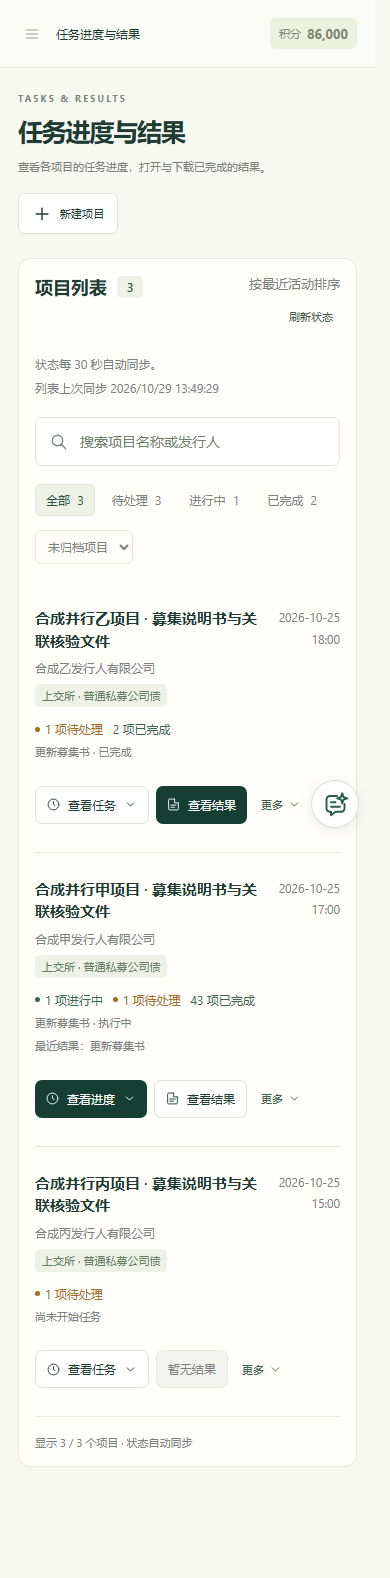 任务进度与结果
积分 86,000
TASKS & RESULTS
任务进度与结果
查看各项目的任务进度，打开与下载已完成的结果。
新建项目
项目列表 3
按最近活动排序
刷新状态
状态每 30 秒自动同步。
列表上次同步 2026/10/29 13:49:29
搜索项目名称或发行人
全部 3 待处理 3 进行中 1 已完成 2
未归档项目
合成并行乙项目 · 募集说明书与关
联核验文件
2026-10-25
18:00
合成乙发行人有限公司
上交所 · 普通私募公司债
1 项待处理 2 项已完成
更新募集书 · 已完成
查看任务 查看结果 更多
合成并行甲项目 · 募集说明书与关
联核验文件
2026-10-25
17:00
合成甲发行人有限公司
上交所 · 普通私募公司债
1 项进行中 1 项待处理 43 项已完成
更新募集书 · 执行中
最近结果：更新募集书
查看进度 查看结果 更多
合成并行丙项目 · 募集说明书与关
联核验文件
2026-10-25
15:00
合成丙发行人有限公司
上交所 · 普通私募公司债
1 项待处理
尚未开始任务
查看任务 暂无结果 更多
显示 3 / 3 个项目 · 状态自动同步